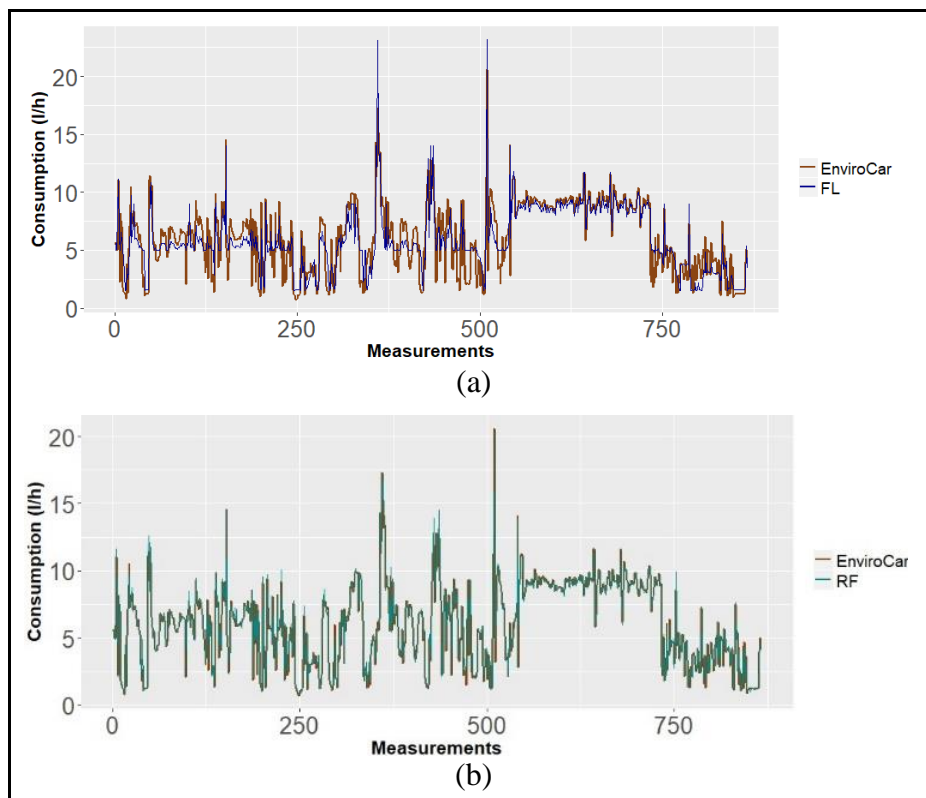 20
15
10
5
0
Consumption (l/h)
0 250 500 750
Measurements
EnviroCar
FL
(a)
20
15
10
5
0
Consumption (l/h)
0 250 500 750
Measurements
EnviroCar
RF
(b)